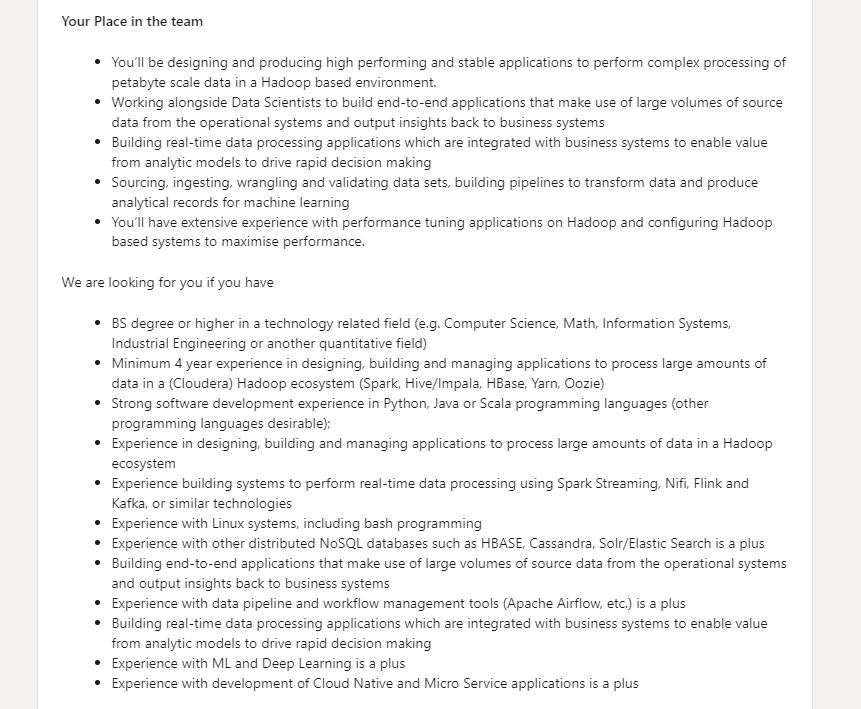 Your Place in the team
• You'll be designing and producing high performing and stable applications to perform complex processing of
petabyte scale data in a Hadoop based environment.
• Working alongside Data Scientists to build end-to-end applications that make use of large volumes of source
data from the operational systems and output insights back to business systems
• Building real-time data processing applications which are integrated with business systems to enable value
from analytic models to drive rapid decision making
• Sourcing, ingesting, wrangling and validating data sets, building pipelines to transform data and produce
analytical records for machine learning
• You'll have extensive experience with performance tuning applications on Hadoop and configuring Hadoop
based systems to maximise performance.
We are looking for you if you have
• BS degree or higher in a technology related field (e.g. Computer Science, Math, Information Systems,
Industrial Engineering or another quantitative field)
• Minimum 4 year experience in designing, building and managing applications to process large amounts of
data in a (Cloudera) Hadoop ecosystem (Spark, Hive/Impala, HBase, Yarn, Oozie)
• Strong software development experience in Python, Java or Scala programming languages (other
programming languages desirable);
• Experience in designing, building and managing applications to process large amounts of data in a Hadoop
ecosystem
• Experience building systems to perform real-time data processing using Spark Streaming, Nifi, Flink and
Kafka, or similar technologies
• Experience with Linux systems, including bash programming
• Experience with other distributed NoSQL databases such as HBASE, Cassandra, Solr/Elastic Search is a plus
• Building end-to-end applications that make use of large volumes of source data from the operational systems
and output insights back to business systems
• Experience with data pipeline and workflow management tools (Apache Airflow, etc.) is a plus
• Building real-time data processing applications which are integrated with business systems to enable value
from analytic models to drive rapid decision making
• Experience with ML and Deep Learning is a plus
• Experience with development of Cloud Native and Micro Service applications is a plus